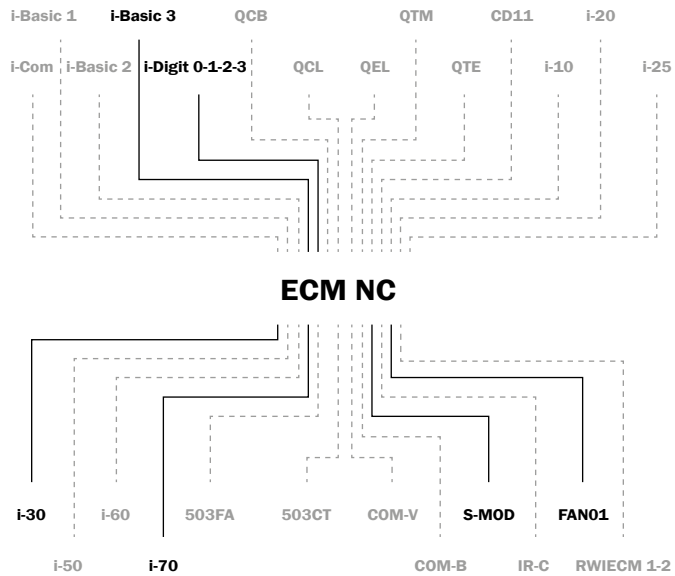 i-Basic 1 i-Basic 3 QCB QTM CD11 i-20
i-Com i-Basic 2 i-Digit 0-1-2-3 QCL QEL QTE i-10 i-25
ECM NC
i-30 i-60 503FA 503CT COM-V S-MOD FAN01
i-50 i-70 COM-B IR-C RWIECM 1-2